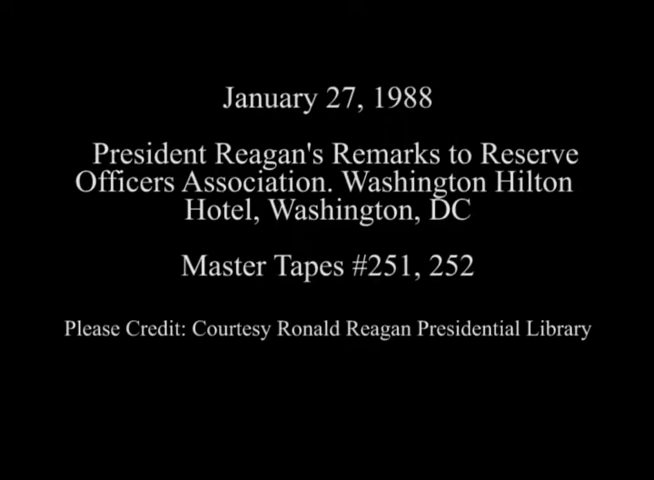 January 27, 1988
President Reagan's Remarks to Reserve
Officers Association. Washington Hilton
Hotel, Washington, DC
Master Tapes #251, 252
Please Credit: Courtesy Ronald Reagan Presidential Library